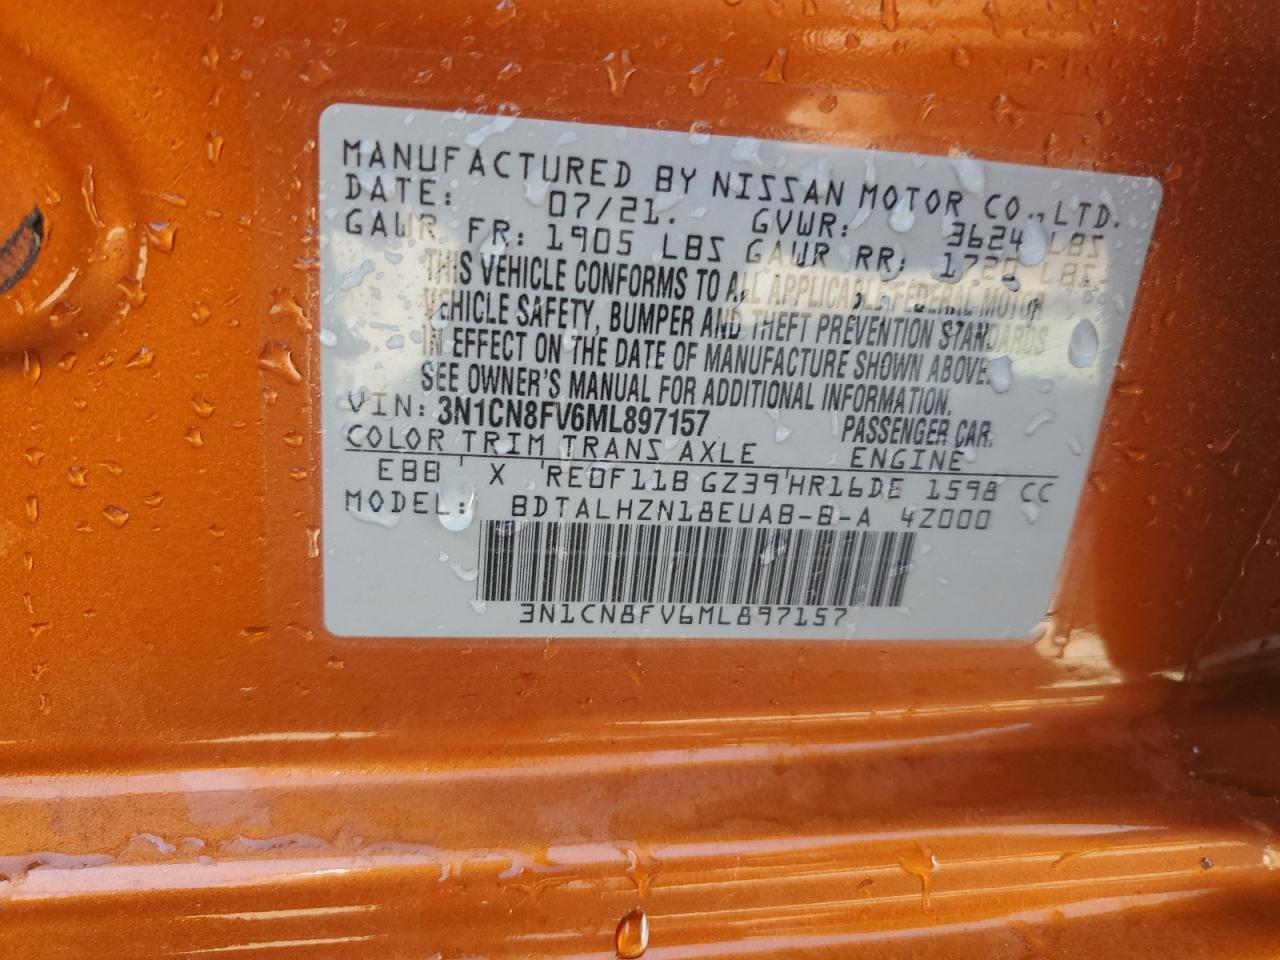 MANUFACTURED BY NISSAN MOTOR CO., LTD.
DATE: 07/21. GVWR: 3624 LBS
GAWR FR: 1905 LBS GAWR RR: 1720 LBS
THIS VEHICLE CONFORMS TO ALL APPLICABLE FEDERAL MOTOR
VEHICLE SAFETY, BUMPER AND THEFT PREVENTION STANDARDS
IN EFFECT ON THE DATE OF MANUFACTURE SHOWN ABOVE.
SEE OWNER'S MANUAL FOR ADDITIONAL INFORMATION.
VIN: 3N1CN8FV6ML897157 PASSENGER CAR.
COLOR TRIM TRANS AXLE ENGINE
EBB X RE0F11B GZ39 HR16DE 1598 CC
MODEL: BDTALHZN18EUAB-B-A 4Z000
3N1CN8FV6ML897157